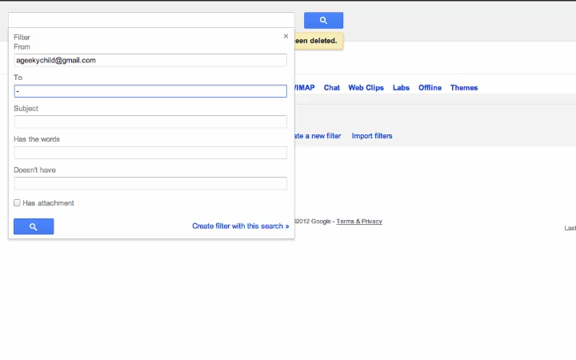 een deleted.
Filter
From
ageekychild@gmail.com
To
-
Subject
Has the words
Doesn't have
Has attachment
Create filter with this search »
/IMAP Chat Web Clips Labs Offline Themes
ate a new filter Import filters
©2012 Google - Terms & Privacy
Last